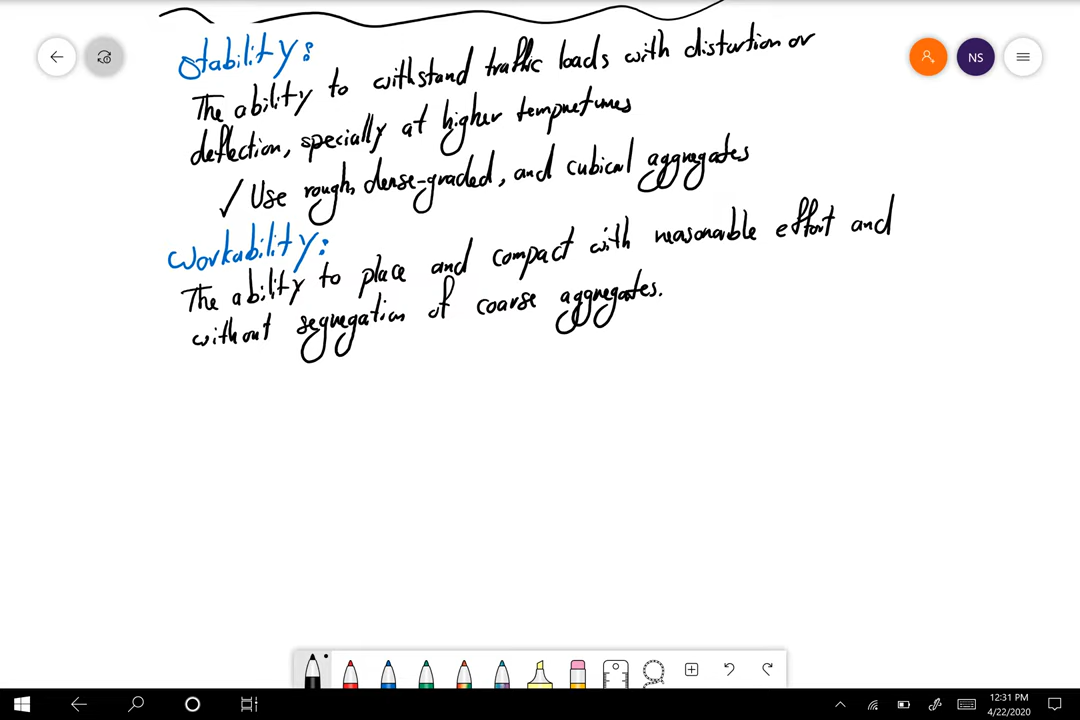 NS
Stability:
The ability to withstand traffic loads with distortion or
deflection, specially at higher tempretures
✓ Use rough, dense-graded, and cubical aggregates
Workability:
The ability to place and compact with reasonable effort and
without segregation of coarse aggregates.
12:31 PM
4/22/2020